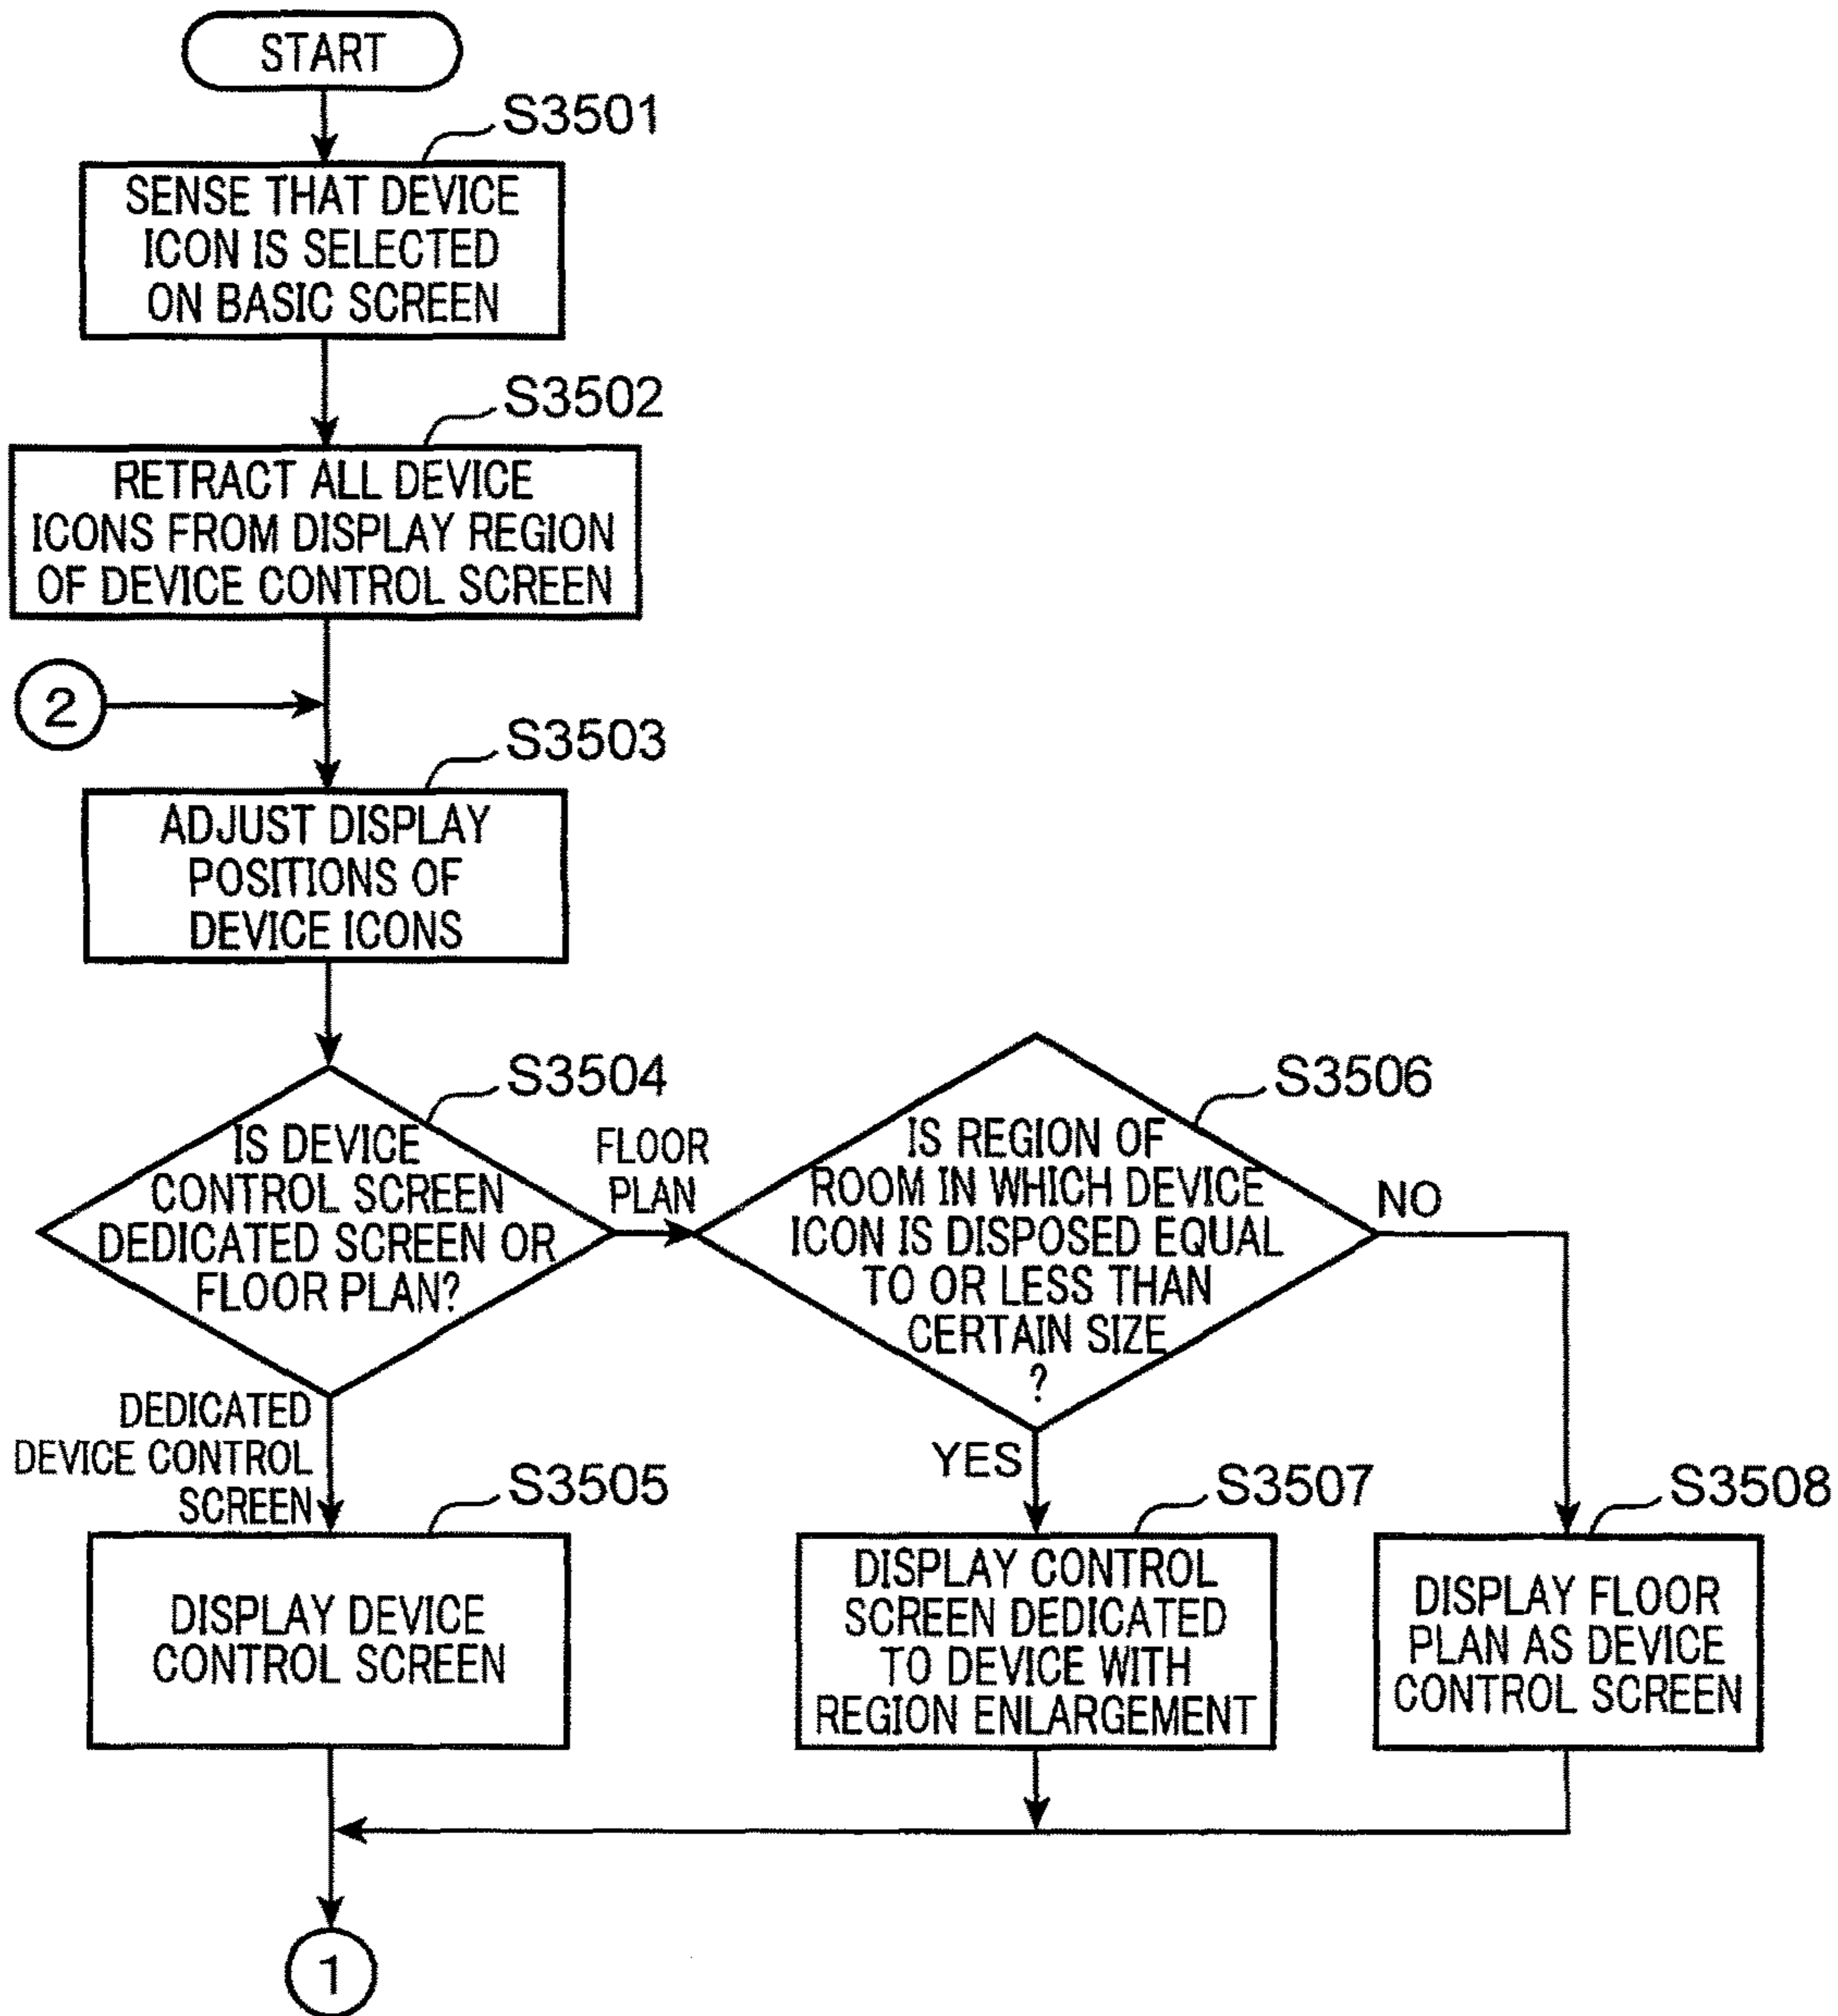 START
S3501
SENSE THAT DEVICE
ICON IS SELECTED
ON BASIC SCREEN
S3502
RETRACT ALL DEVICE
ICONS FROM DISPLAY REGION
OF DEVICE CONTROL SCREEN
2
S3503
ADJUST DISPLAY
POSITIONS OF
DEVICE ICONS
S3504
IS DEVICE
CONTROL SCREEN
DEDICATED SCREEN OR
FLOOR PLAN?
FLOOR
PLAN
S3506
IS REGION OF
ROOM IN WHICH DEVICE
ICON IS DISPOSED EQUAL
TO OR LESS THAN
CERTAIN SIZE
?
NO
DEDICATED
DEVICE CONTROL
SCREEN
YES
S3505
DISPLAY DEVICE
CONTROL SCREEN
S3507
DISPLAY CONTROL
SCREEN DEDICATED
TO DEVICE WITH
REGION ENLARGEMENT
S3508
DISPLAY FLOOR
PLAN AS DEVICE
CONTROL SCREEN
1